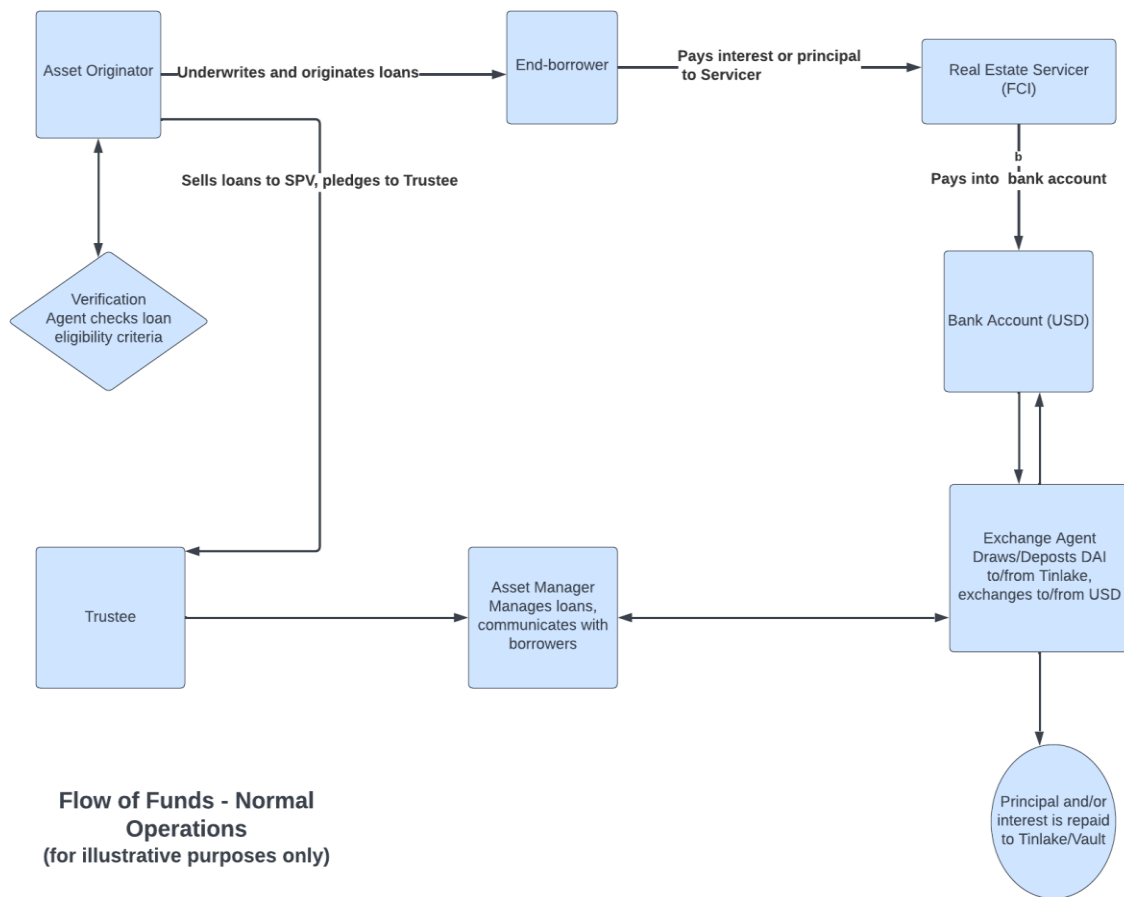 Asset Originator
Underwrites and originates loans
End-borrower
Pays interest or principal
to Servicer
Real Estate Servicer
(FCI)
b
Sells loans to SPV, pledges to Trustee
Pays into  bank account
Verification
Agent checks loan
eligibility criteria
Bank Account (USD)
Trustee
Asset Manager
Manages loans,
communicates with
borrowers
Exchange Agent
Draws/Deposts DAI
to/from Tinlake,
exchanges to/from USD
Flow of Funds - Normal
Operations
(for illustrative purposes only)
Principal and/or
interest is repaid
to Tinlake/Vault